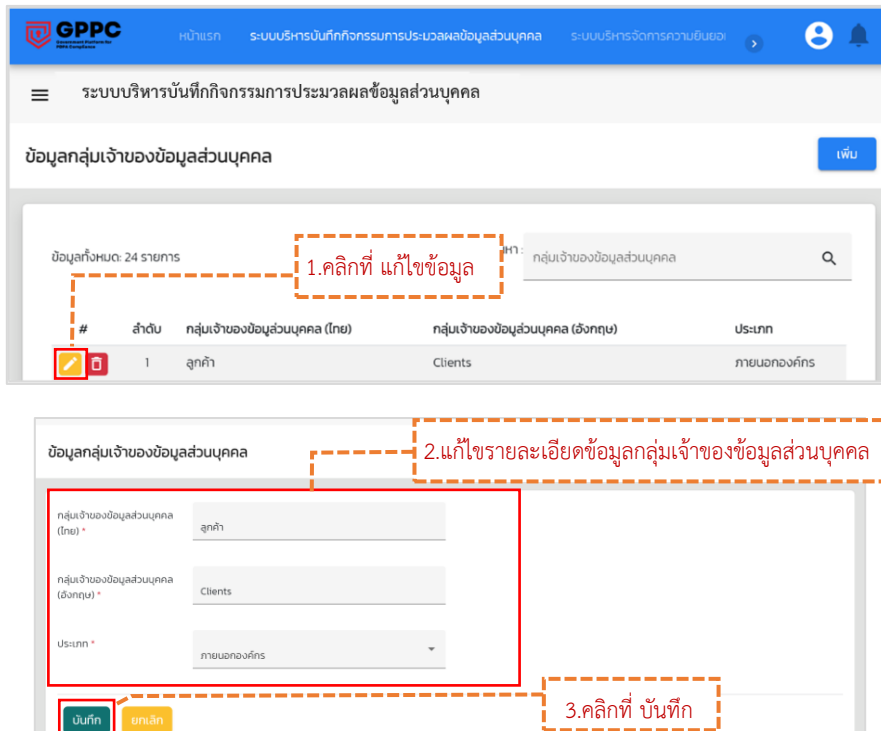 GPPC
Government Platform for
PDPA Compliance
หน้าแรก ระบบบริหารบันทึกกิจกรรมการประมวลผลข้อมูลส่วนบุคคล ระบบบริหารจัดการความยินยอ
ระบบบริหารบันทึกกิจกรรมการประมวลผลข้อมูลส่วนบุคคล
ข้อมูลกลุ่มเจ้าของข้อมูลส่วนบุคคล เพิ่ม
ข้อมูลทั้งหมด: 24 รายการ กลุ่มเจ้าของข้อมูลส่วนบุคคล
1.คลิกที่ แก้ไขข้อมูล
# ลำดับ กลุ่มเจ้าของข้อมูส่วนบุคคล (ไทย) กลุ่มเจ้าของข้อมูส่วนบุคคล (อังกฤษ) ประเภท
1 ลูกค้า Clients ภายนอกองค์กร
ข้อมูลกลุ่มเจ้าของข้อมูลส่วนบุคคล
2.แก้ไขรายละเอียดข้อมูลกลุ่มเจ้าของข้อมูลส่วนบุคคล
กลุ่มเจ้าของข้อมูลส่วนบุคคล
(ไทย) * ลูกค้า
กลุ่มเจ้าของข้อมูลส่วนบุคคล
(อังกฤษ) * Clients
ประเภท * ภายนอกองค์กร
3.คลิกที่ บันทึก
บันทึก ยกเลิก